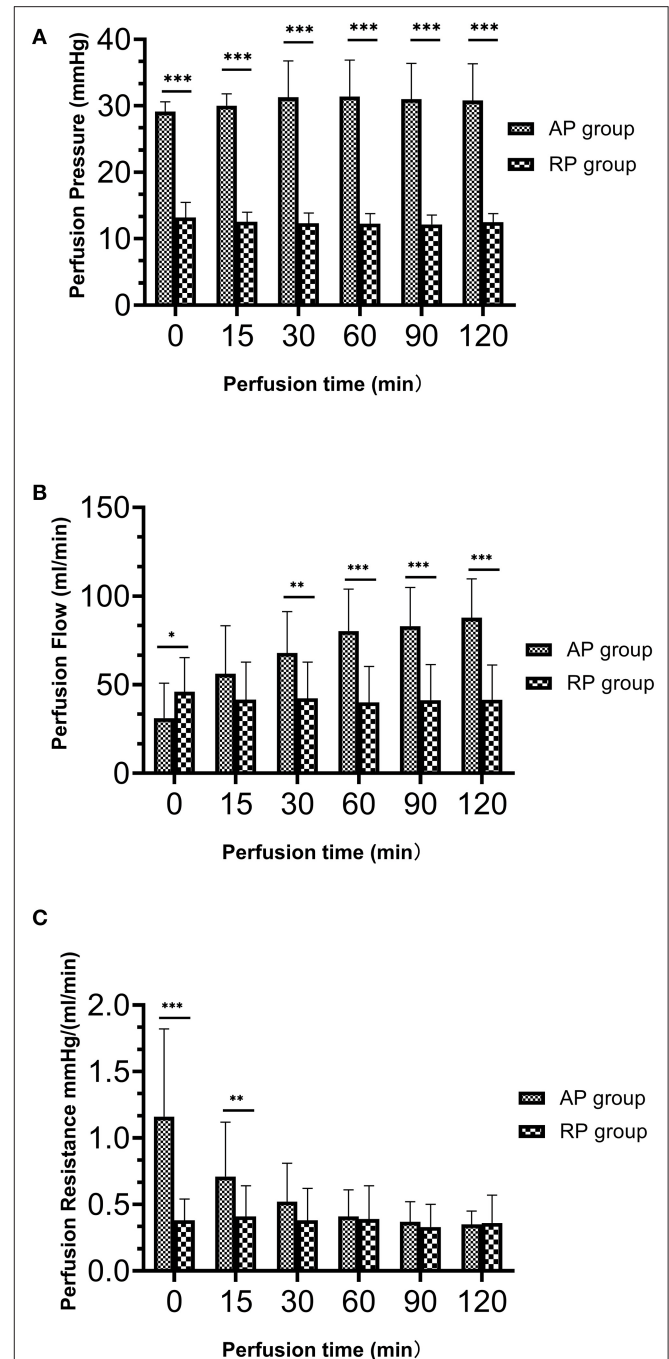 A
Perfusion Pressure (mmHg)
40
30
20
10
0
***
***
***
***
***
***
AP group
RP group
0 15 30 60 90 120
Perfusion time (min）
B
Perfusion Flow (ml/min)
150
100
50
0
*
**
***
***
***
AP group
RP group
0 15 30 60 90 120
Perfusion time (min）
C
Perfusion Resistance mmHg/(ml/min)
2.0
1.5
1.0
0.5
0.0
***
**
AP group
RP group
0 15 30 60 90 120
Perfusion time (min）